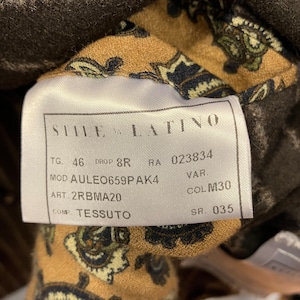 STILE LATINO
TG. 46 DROP 8R RA 023834
MOD AULEO659PAK4 VAR.
ART 2RBMA20 COL M30
COMP. TESSUTO SR. 035